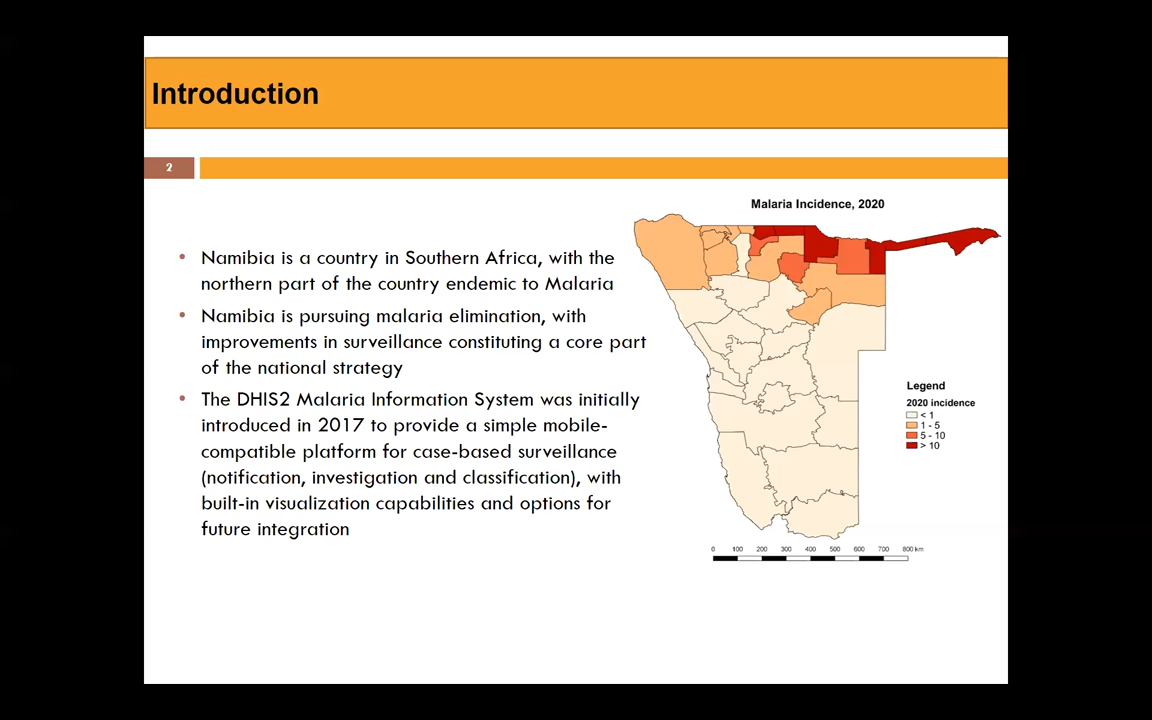 Introduction
2
Malaria Incidence, 2020
• Namibia is a country in Southern Africa, with the
northern part of the country endemic to Malaria
• Namibia is pursuing malaria elimination, with
improvements in surveillance constituting a core part
of the national strategy
• The DHIS2 Malaria Information System was initially
introduced in 2017 to provide a simple mobile-
compatible platform for case-based surveillance
(notification, investigation and classification), with
built-in visualization capabilities and options for
future integration
Legend
2020 incidence
< 1
1 - 5
5 - 10
> 10
0 100 200 300 400 500 600 700 800 km